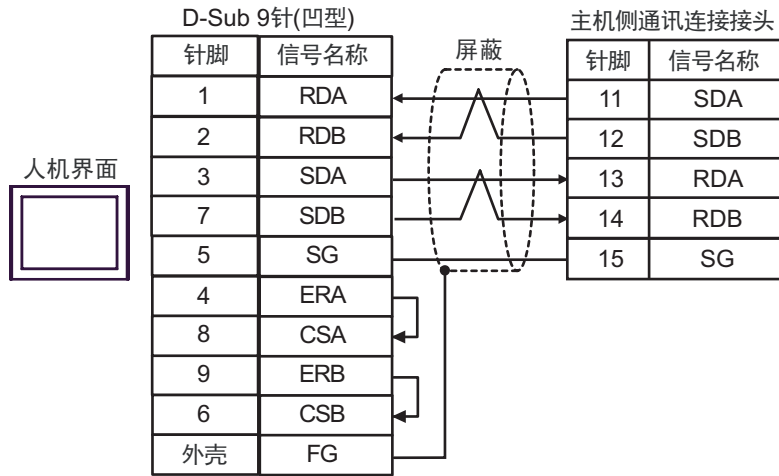 D-Sub 9针(凹型)
主机侧通讯连接接头
针脚 信号名称
屏蔽
针脚 信号名称
1 RDA
11 SDA
2 RDB
12 SDB
人机界面
3 SDA
13 RDA
7 SDB
14 RDB
5 SG
15 SG
4 ERA
8 CSA
9 ERB
6 CSB
外壳 FG